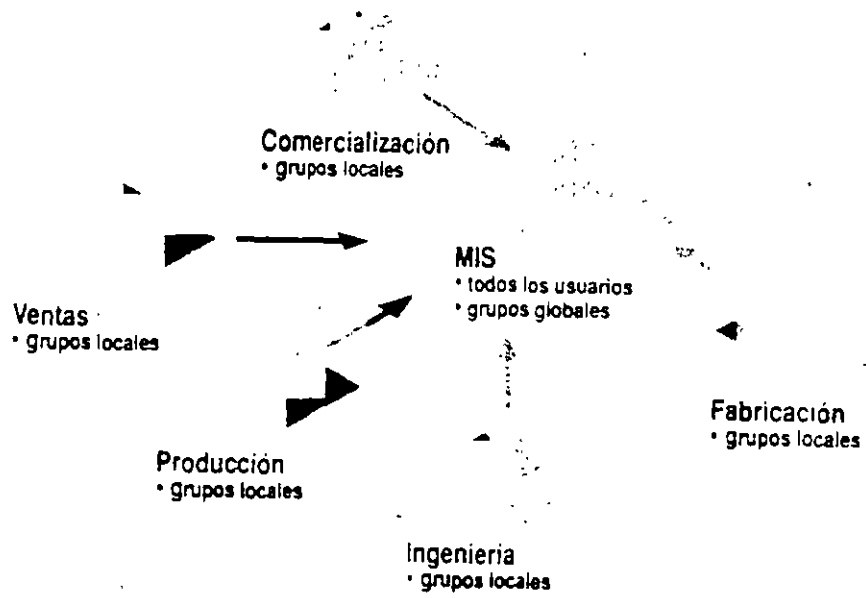 Comercialización
• grupos locales
MIS
• todos los usuarios
• grupos globales
Ventas
• grupos locales
Fabricación
• grupos locales
Producción
• grupos locales
Ingenieria
• grupos locales